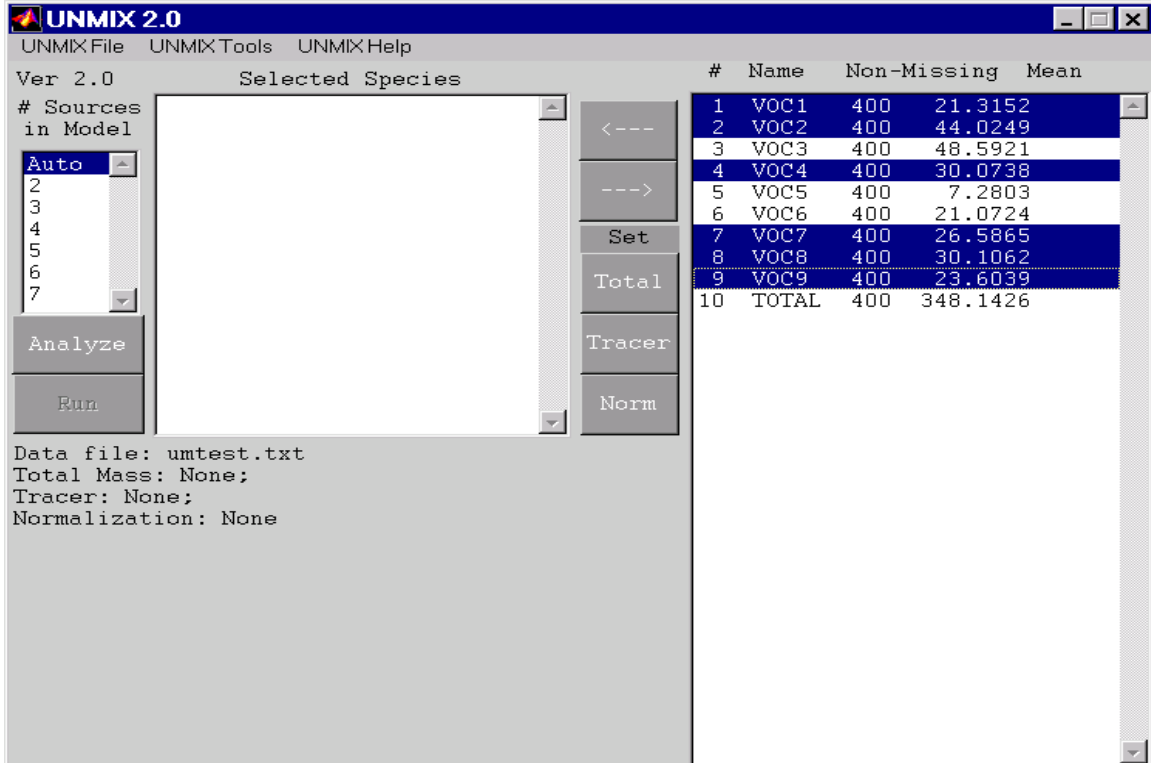 UNMIX 2.0
UNMIX File UNMIX Tools UNMIX Help
Ver 2.0 Selected Species
# Sources
in Model
Auto
2
3
4
5
6
7
Analyze
Run
<---
--->
Set
Total
Tracer
Norm
# Name Non-Missing Mean
1 VOC1 400 21.3152
2 VOC2 400 44.0249
3 VOC3 400 48.5921
4 VOC4 400 30.0738
5 VOC5 400 7.2803
6 VOC6 400 21.0724
7 VOC7 400 26.5865
8 VOC8 400 30.1062
9 VOC9 400 23.6039
10 TOTAL 400 348.1426
Data file: umtest.txt
Total Mass: None;
Tracer: None;
Normalization: None